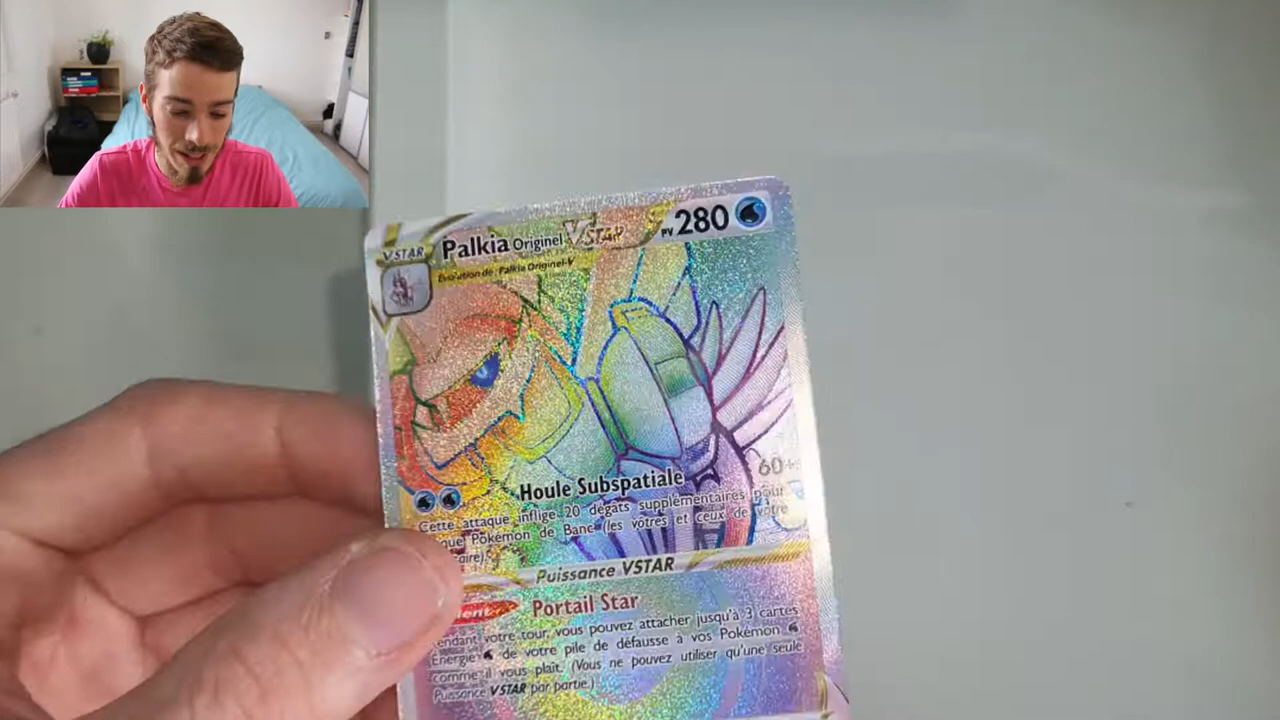 VSTAR
Palkia Originel VSTAR
PV 280
Évolution de Palkia Originel-V
Houle Subspatiale
60+
Cette attaque inflige 20 dégâts supplémentaires pour
que Pokémon de Banc (les vôtres et ceux de votre
aire).
Puissance VSTAR
Portail Star
endant votre tour, vous pouvez attacher jusqu'à 3 cartes
Énergie de votre pile de défausse à vos Pokémon
comme il vous plaît. (Vous ne pouvez utiliser qu'une seule
Puissance VSTAR par partie.)